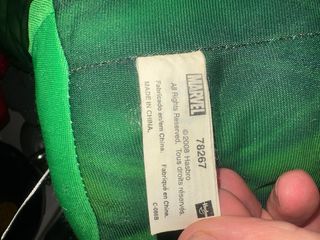 MARVEL
78267
© 2008 Hasbro
All Rights Reserved. Tous droits réservés.
MADE IN CHINA.
Fabricado en/em China. Fabriqué en Chine.
C-066B